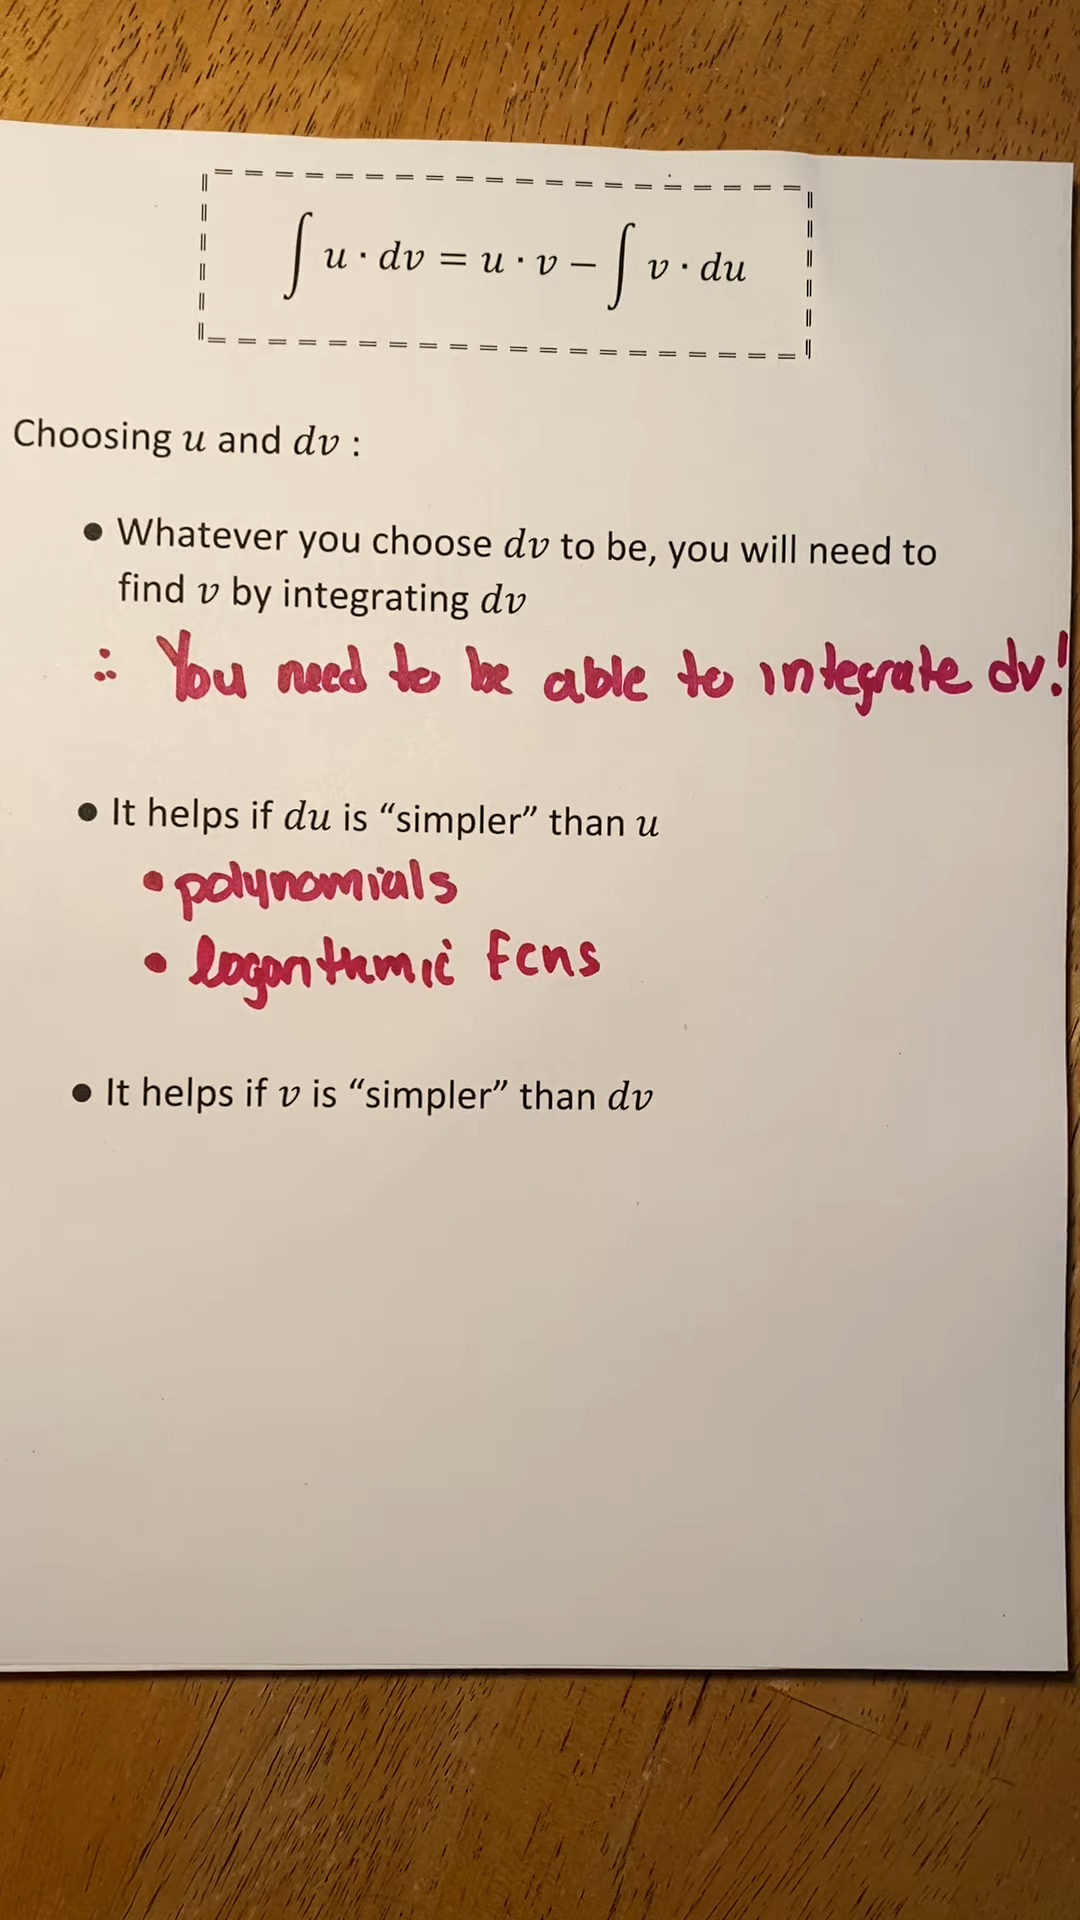 ∫ u · dv = u · v − ∫ v · du
Choosing u and dv :
• Whatever you choose dv to be, you will need to
find v by integrating dv
∴ You need to be able to integrate dv!
• It helps if du is “simpler” than u
• polynomials
• logarithmic fcns
• It helps if v is “simpler” than dv